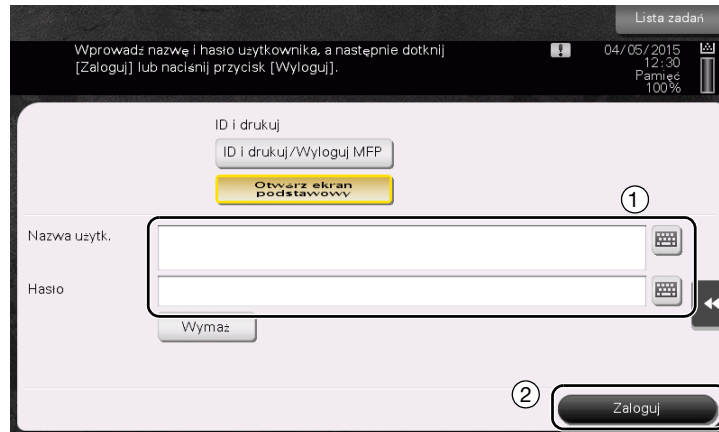 Lista zadań
Wprowadź nazwę i hasło użytkownika, a następnie dotknij
[Zaloguj] lub naciśnij przycisk [Wyloguj].
04/05/2015
12:30
Pamięć
100%
ID i drukuj
ID i drukuj/Wyloguj MFP
Otwórz ekran
podstawowy
1
Nazwa użytk.
Hasło
Wymaż
2
Zaloguj